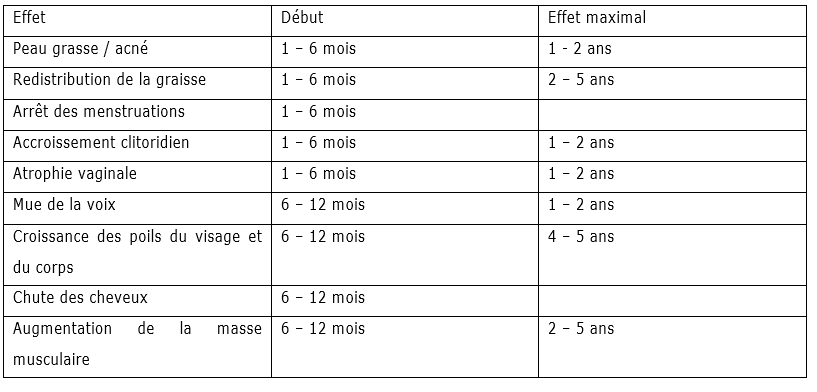 Effet Début Effet maximal
Peau grasse / acné 1 – 6 mois 1 - 2 ans
Redistribution de la graisse 1 – 6 mois 2 – 5 ans
Arrêt des menstruations 1 – 6 mois
Accroissement clitoridien 1 – 6 mois 1 – 2 ans
Atrophie vaginale 1 – 6 mois 1 – 2 ans
Mue de la voix 6 – 12 mois 1 – 2 ans
Croissance des poils du visage et 6 – 12 mois 4 – 5 ans
du corps
Chute des cheveux 6 – 12 mois
Augmentation de la masse 6 – 12 mois 2 – 5 ans
musculaire